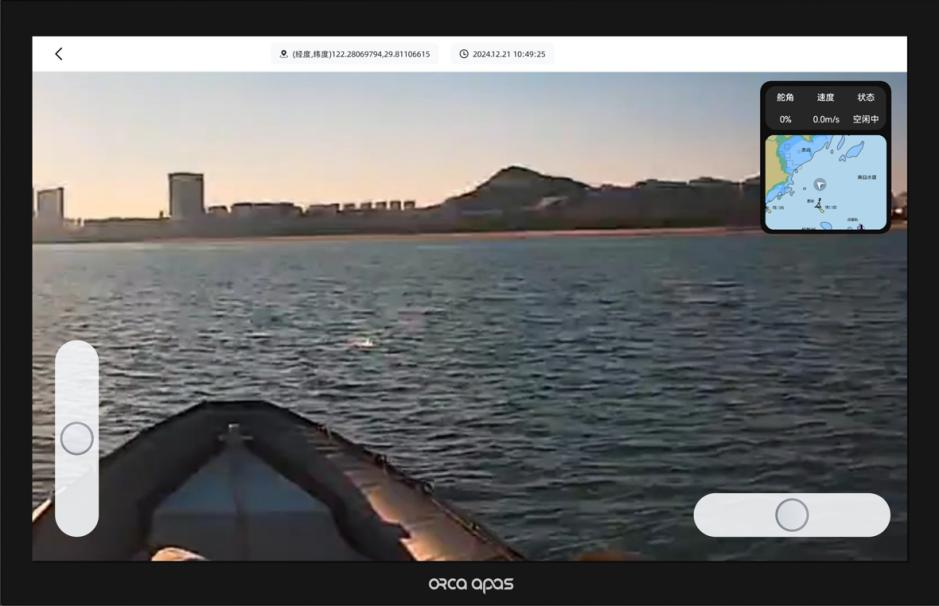 (经度,纬度)122.28069794,29.81106615
2024.12.21 10:49:25
舵角 速度 状态
0% 0.0m/s 空闲中
orca apas